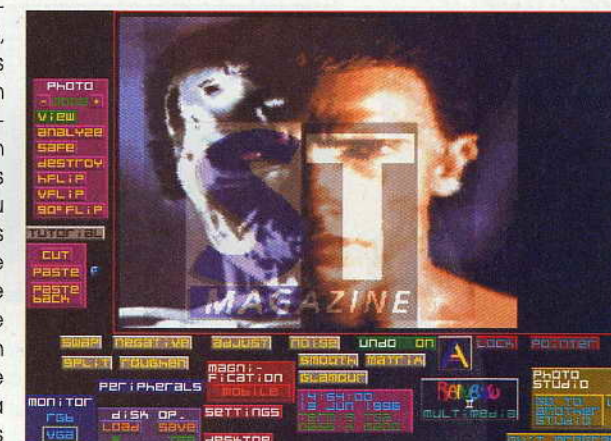 PHOTO
VIEW
ANALYZE
SAFE
DESTROY
HFLIP
VFLIP
90° FLIP
TUTORIAL
CUT
PASTE
PASTE
BACK
ST
MAGAZINE
SWAP NEGATIVE ADJUST NOISE UNDO ON LOCK POINTER
SPLIT ROUGHEN SMOOTH MATRIX
MAGNI-
FICATION
MOBILE
GLAMOUR
PERIPHERALS
MONITOR
RGB
VGA
DISK OP.
LOAD SAVE
SETTINGS
DESKTOP
14:54:00
13 JUN 1996
RAINBOW
II
MULTIMEDIA
PHOTO
STUDIO
GO TO
ANOTHER
STUDIO